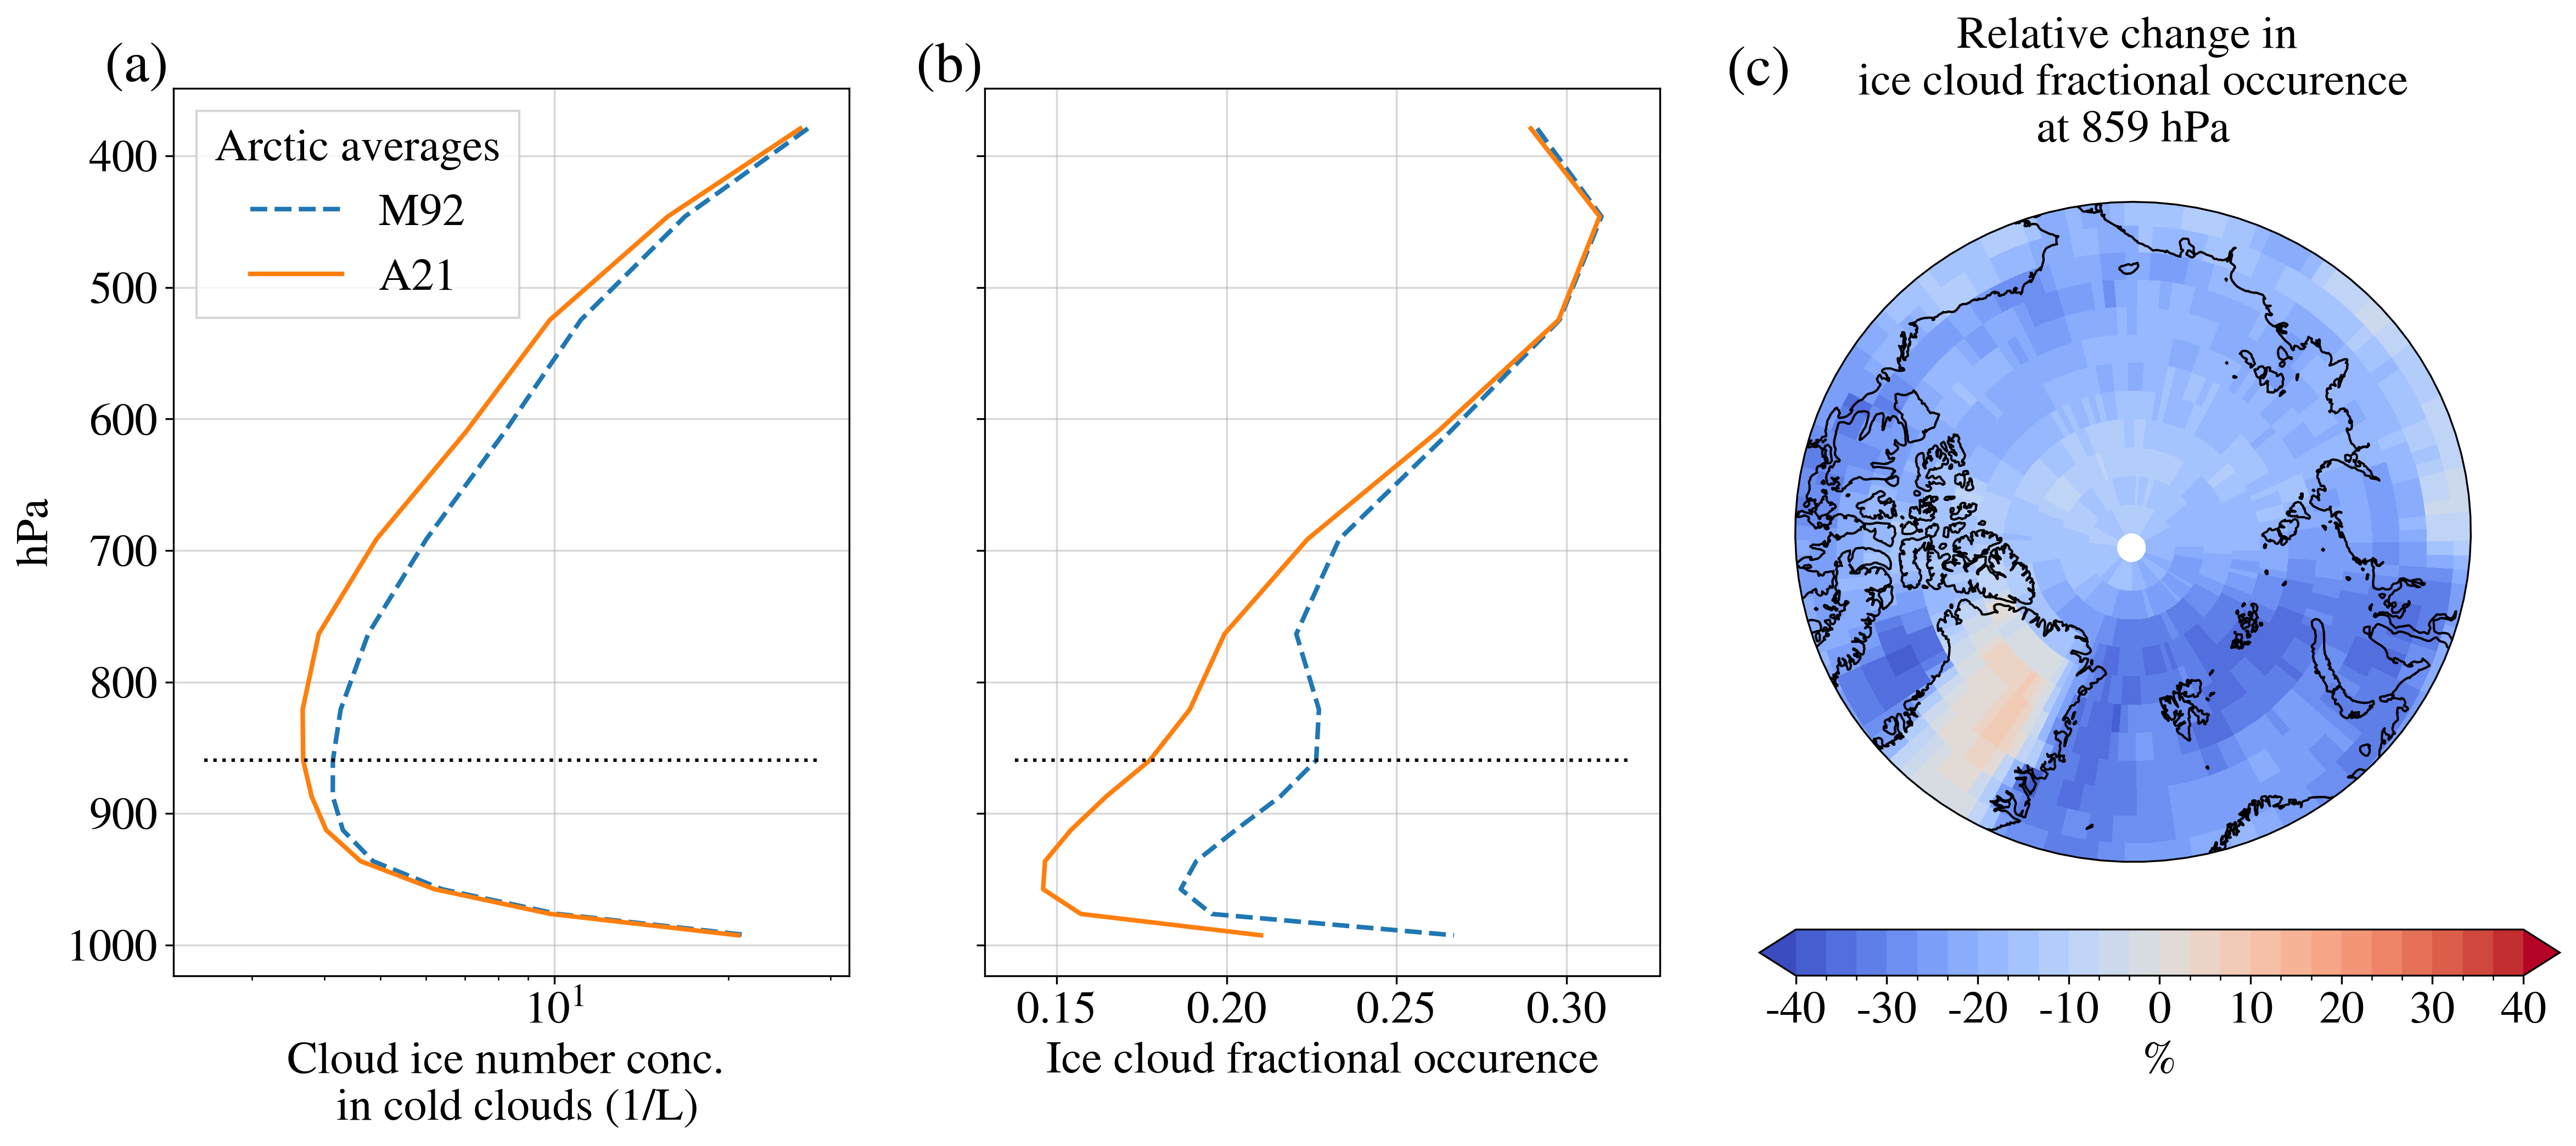 (a)
Arctic averages
M92
A21
hPa
400
500
600
700
800
900
1000
10¹
Cloud ice number conc.
in cold clouds (1/L)
(b)
0.15 0.20 0.25 0.30
Ice cloud fractional occurence
(c)
Relative change in
ice cloud fractional occurence
at 859 hPa
-40 -30 -20 -10 0 10 20 30 40
%